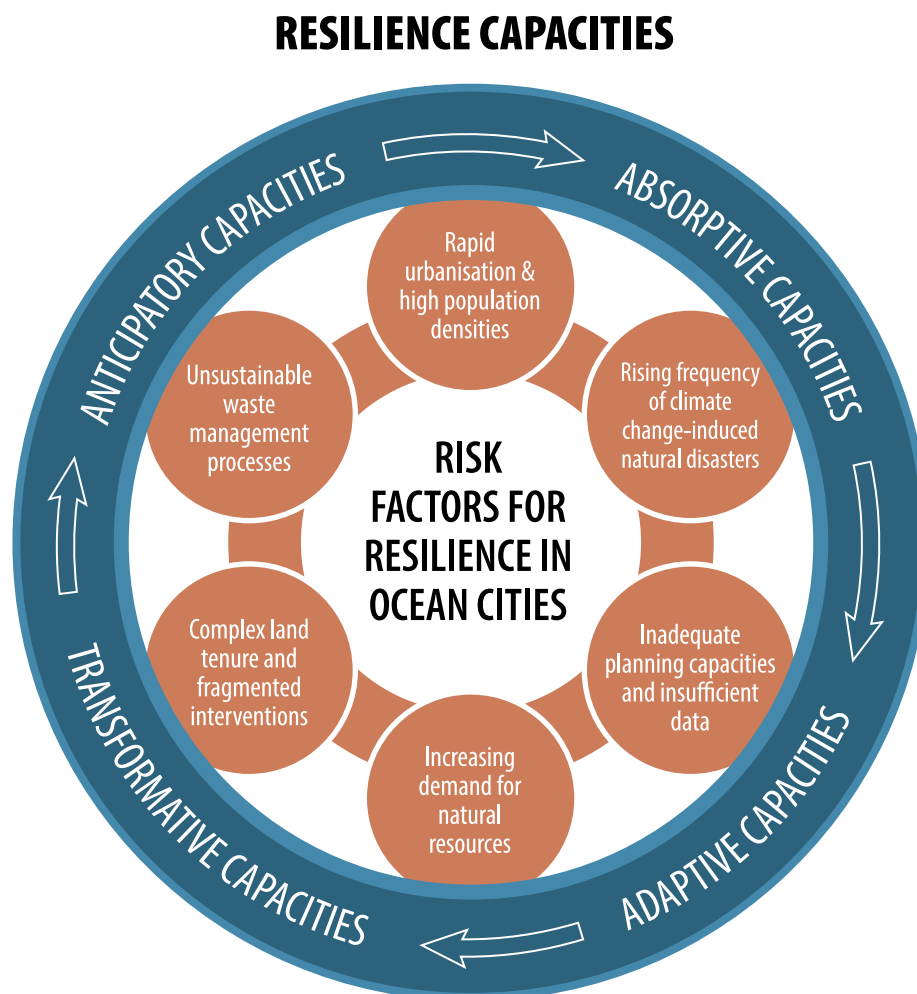 RESILIENCE CAPACITIES
ANTICIPATORY CAPACITIES
ABSORPTIVE CAPACITIES
ADAPTIVE CAPACITIES
TRANSFORMATIVE CAPACITIES
Rapid
urbanisation &
high population
densities
Rising frequency
of climate
change-induced
natural disasters
Inadequate
planning capacities
and insufficient
data
Increasing
demand for
natural
resources
Complex land
tenure and
fragmented
interventions
Unsustainable
waste
management
processes
RISK
FACTORS FOR
RESILIENCE IN
OCEAN CITIES